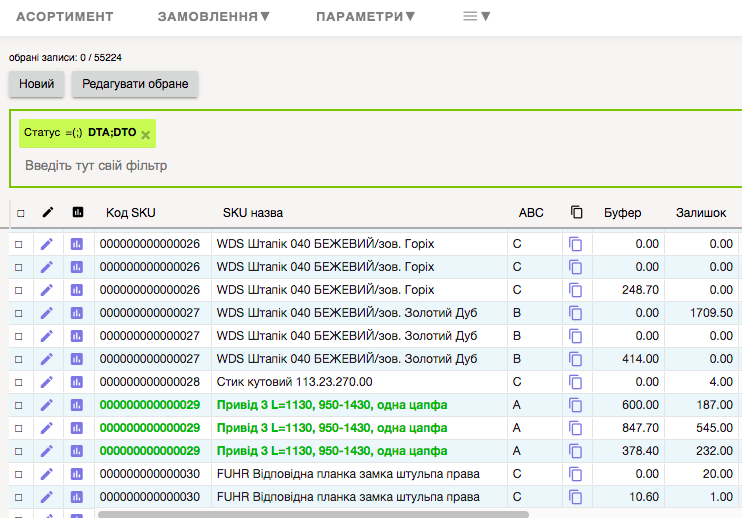 АСОРТИМЕНТ ЗАМОВЛЕННЯ▼ ПАРАМЕТРИ▼ ☰▼
обрані записи: 0 / 55224
Новий Редагувати обране
Статус =(;) DTA;DTO ×
Введіть тут свій фільтр
Код SKU SKU назва ABC Буфер Залишок
000000000000026 WDS Штапік 040 БЕЖЕВИЙ/зов. Горіх C 0.00 0.00
000000000000026 WDS Штапік 040 БЕЖЕВИЙ/зов. Горіх C 0.00 0.00
000000000000026 WDS Штапік 040 БЕЖЕВИЙ/зов. Горіх C 248.70 0.00
000000000000027 WDS Штапік 040 БЕЖЕВИЙ/зов. Золотий Дуб B 0.00 1709.50
000000000000027 WDS Штапік 040 БЕЖЕВИЙ/зов. Золотий Дуб B 0.00 0.00
000000000000027 WDS Штапік 040 БЕЖЕВИЙ/зов. Золотий Дуб B 414.00 0.00
000000000000028 Стик кутовий 113.23.270.00 C 0.00 4.00
000000000000029 Привід 3 L=1130, 950-1430, одна цапфа A 600.00 187.00
000000000000029 Привід 3 L=1130, 950-1430, одна цапфа A 847.70 545.00
000000000000029 Привід 3 L=1130, 950-1430, одна цапфа A 378.40 232.00
000000000000030 FUHR Відповідна планка замка штульпа права C 0.00 20.00
000000000000030 FUHR Відповідна планка замка штульпа права C 10.60 1.00